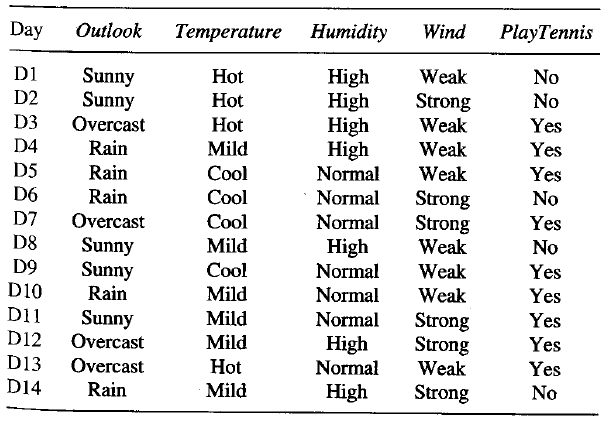 Day Outlook Temperature Humidity Wind PlayTennis
D1 Sunny Hot High Weak No
D2 Sunny Hot High Strong No
D3 Overcast Hot High Weak Yes
D4 Rain Mild High Weak Yes
D5 Rain Cool Normal Weak Yes
D6 Rain Cool Normal Strong No
D7 Overcast Cool Normal Strong Yes
D8 Sunny Mild High Weak No
D9 Sunny Cool Normal Weak Yes
D10 Rain Mild Normal Weak Yes
D11 Sunny Mild Normal Strong Yes
D12 Overcast Mild High Strong Yes
D13 Overcast Hot Normal Weak Yes
D14 Rain Mild High Strong No